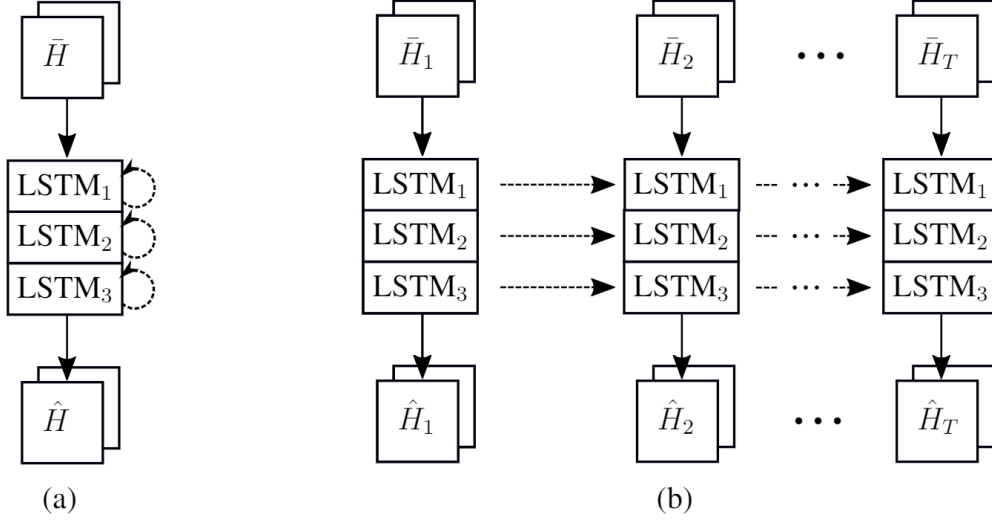 H̄ H̄₁ H̄₂ ... H̄_T
LSTM₁ LSTM₁ LSTM₁ ... LSTM₁
LSTM₂ LSTM₂ LSTM₂ ... LSTM₂
LSTM₃ LSTM₃ LSTM₃ ... LSTM₃
Ĥ Ĥ₁ Ĥ₂ ... Ĥ_T
(a) (b)